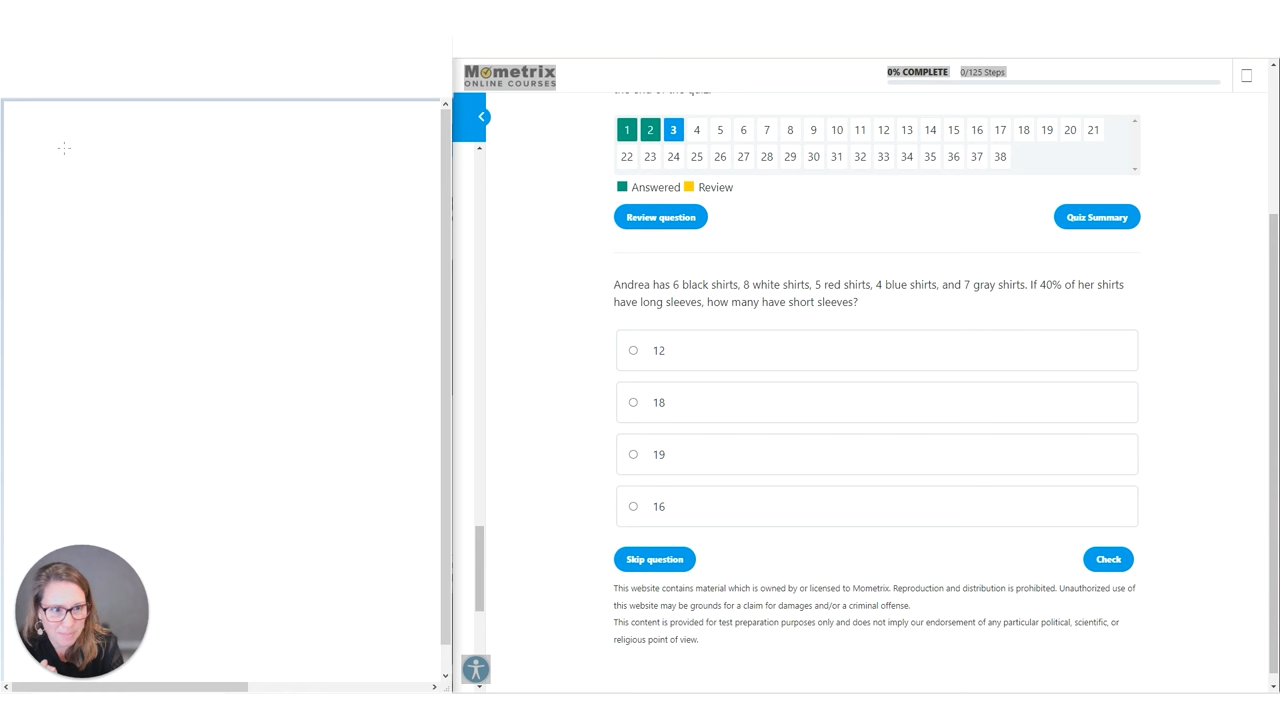 Mometrix
ONLINE COURSES
0% COMPLETE 0/125 Steps
the end of the quiz.
1 2 3 4 5 6 7 8 9 10 11 12 13 14 15 16 17 18 19 20 21
22 23 24 25 26 27 28 29 30 31 32 33 34 35 36 37 38
Answered Review
Review question
Quiz Summary
Andrea has 6 black shirts, 8 white shirts, 5 red shirts, 4 blue shirts, and 7 gray shirts. If 40% of her shirts
have long sleeves, how many have short sleeves?
12
18
19
16
Skip question
Check
This website contains material which is owned by or licensed to Mometrix. Reproduction and distribution is prohibited. Unauthorized use of
this website may be grounds for a claim for damages and/or a criminal offense.
This content is provided for test preparation purposes only and does not imply our endorsement of any particular political, scientific, or
religious point of view.